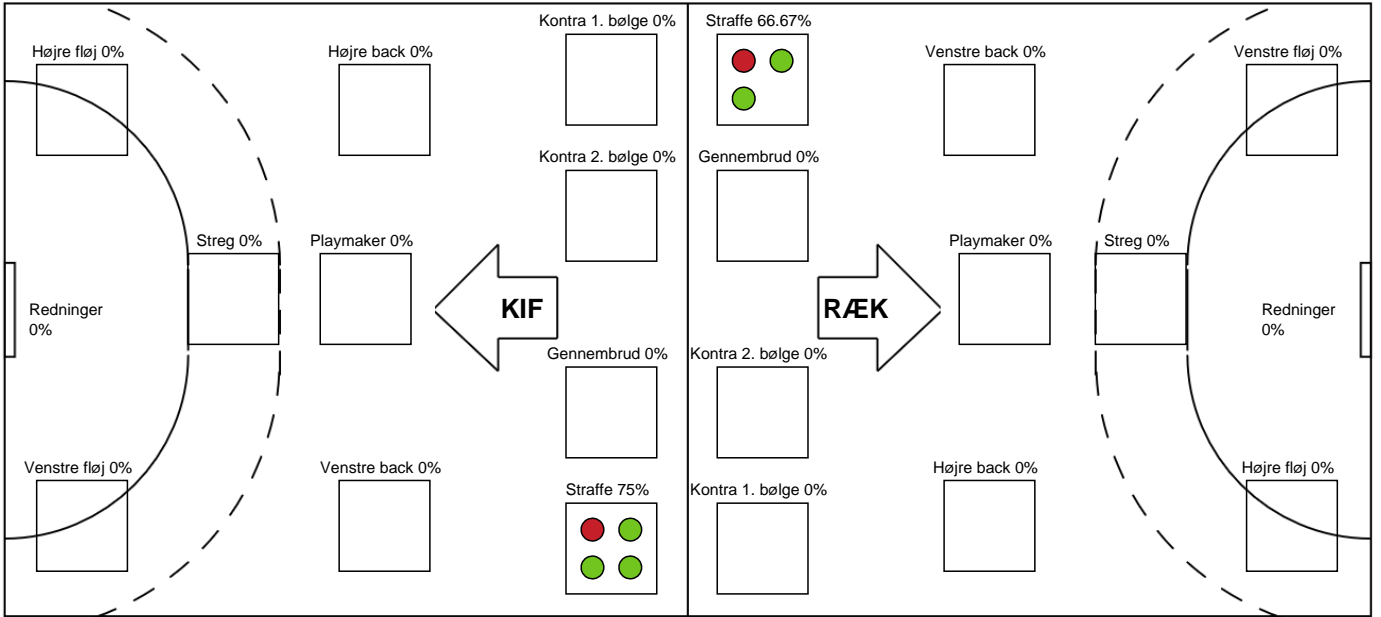 Kontra 1. bølge 0%
Straffe 66.67%
Højre fløj 0%
Højre back 0%
Venstre back 0%
Venstre fløj 0%
Kontra 2. bølge 0%
Gennembrud 0%
Streg 0%
Playmaker 0%
Playmaker 0%
Streg 0%
Redninger
0%
KIF
RÆK
Redninger
0%
Gennembrud 0%
Kontra 2. bølge 0%
Venstre fløj 0%
Venstre back 0%
Højre back 0%
Højre fløj 0%
Straffe 75%
Kontra 1. bølge 0%